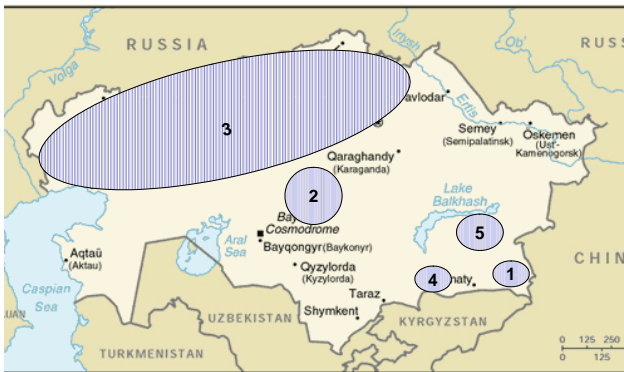 RUSSIA
Irtysh
Ob'
RUSS
Volga
avlodar
Ertis
3
Semey
(Semipalatinsk)
Oskemen
(Ust'-
Kamenogorsk)
Qaraghandy
(Karaganda)
2
Lake
Balkhash
Bay
Cosmodrome
5
Aral
Sea
Bayqongyr (Baykonyr)
Aqtaū
(Aktau)
Qyzylorda
(Kyzylorda)
CHIN
4
naty
1
Caspian
Sea
Taraz
Shymkent
UZBEKISTAN
KYRGYZSTAN
TURKMENISTAN
0 125 250
0 125